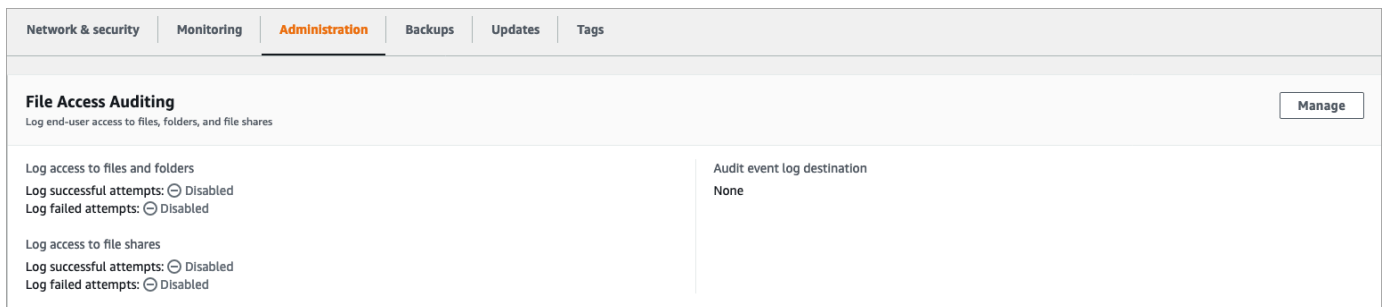 Network & security
Monitoring
Administration
Backups
Updates
Tags
File Access Auditing
Manage
Log end-user access to files, folders, and file shares
Log access to files and folders
Log successful attempts: Disabled
Log failed attempts: Disabled
Log access to file shares
Log successful attempts: Disabled
Log failed attempts: Disabled
Audit event log destination
None